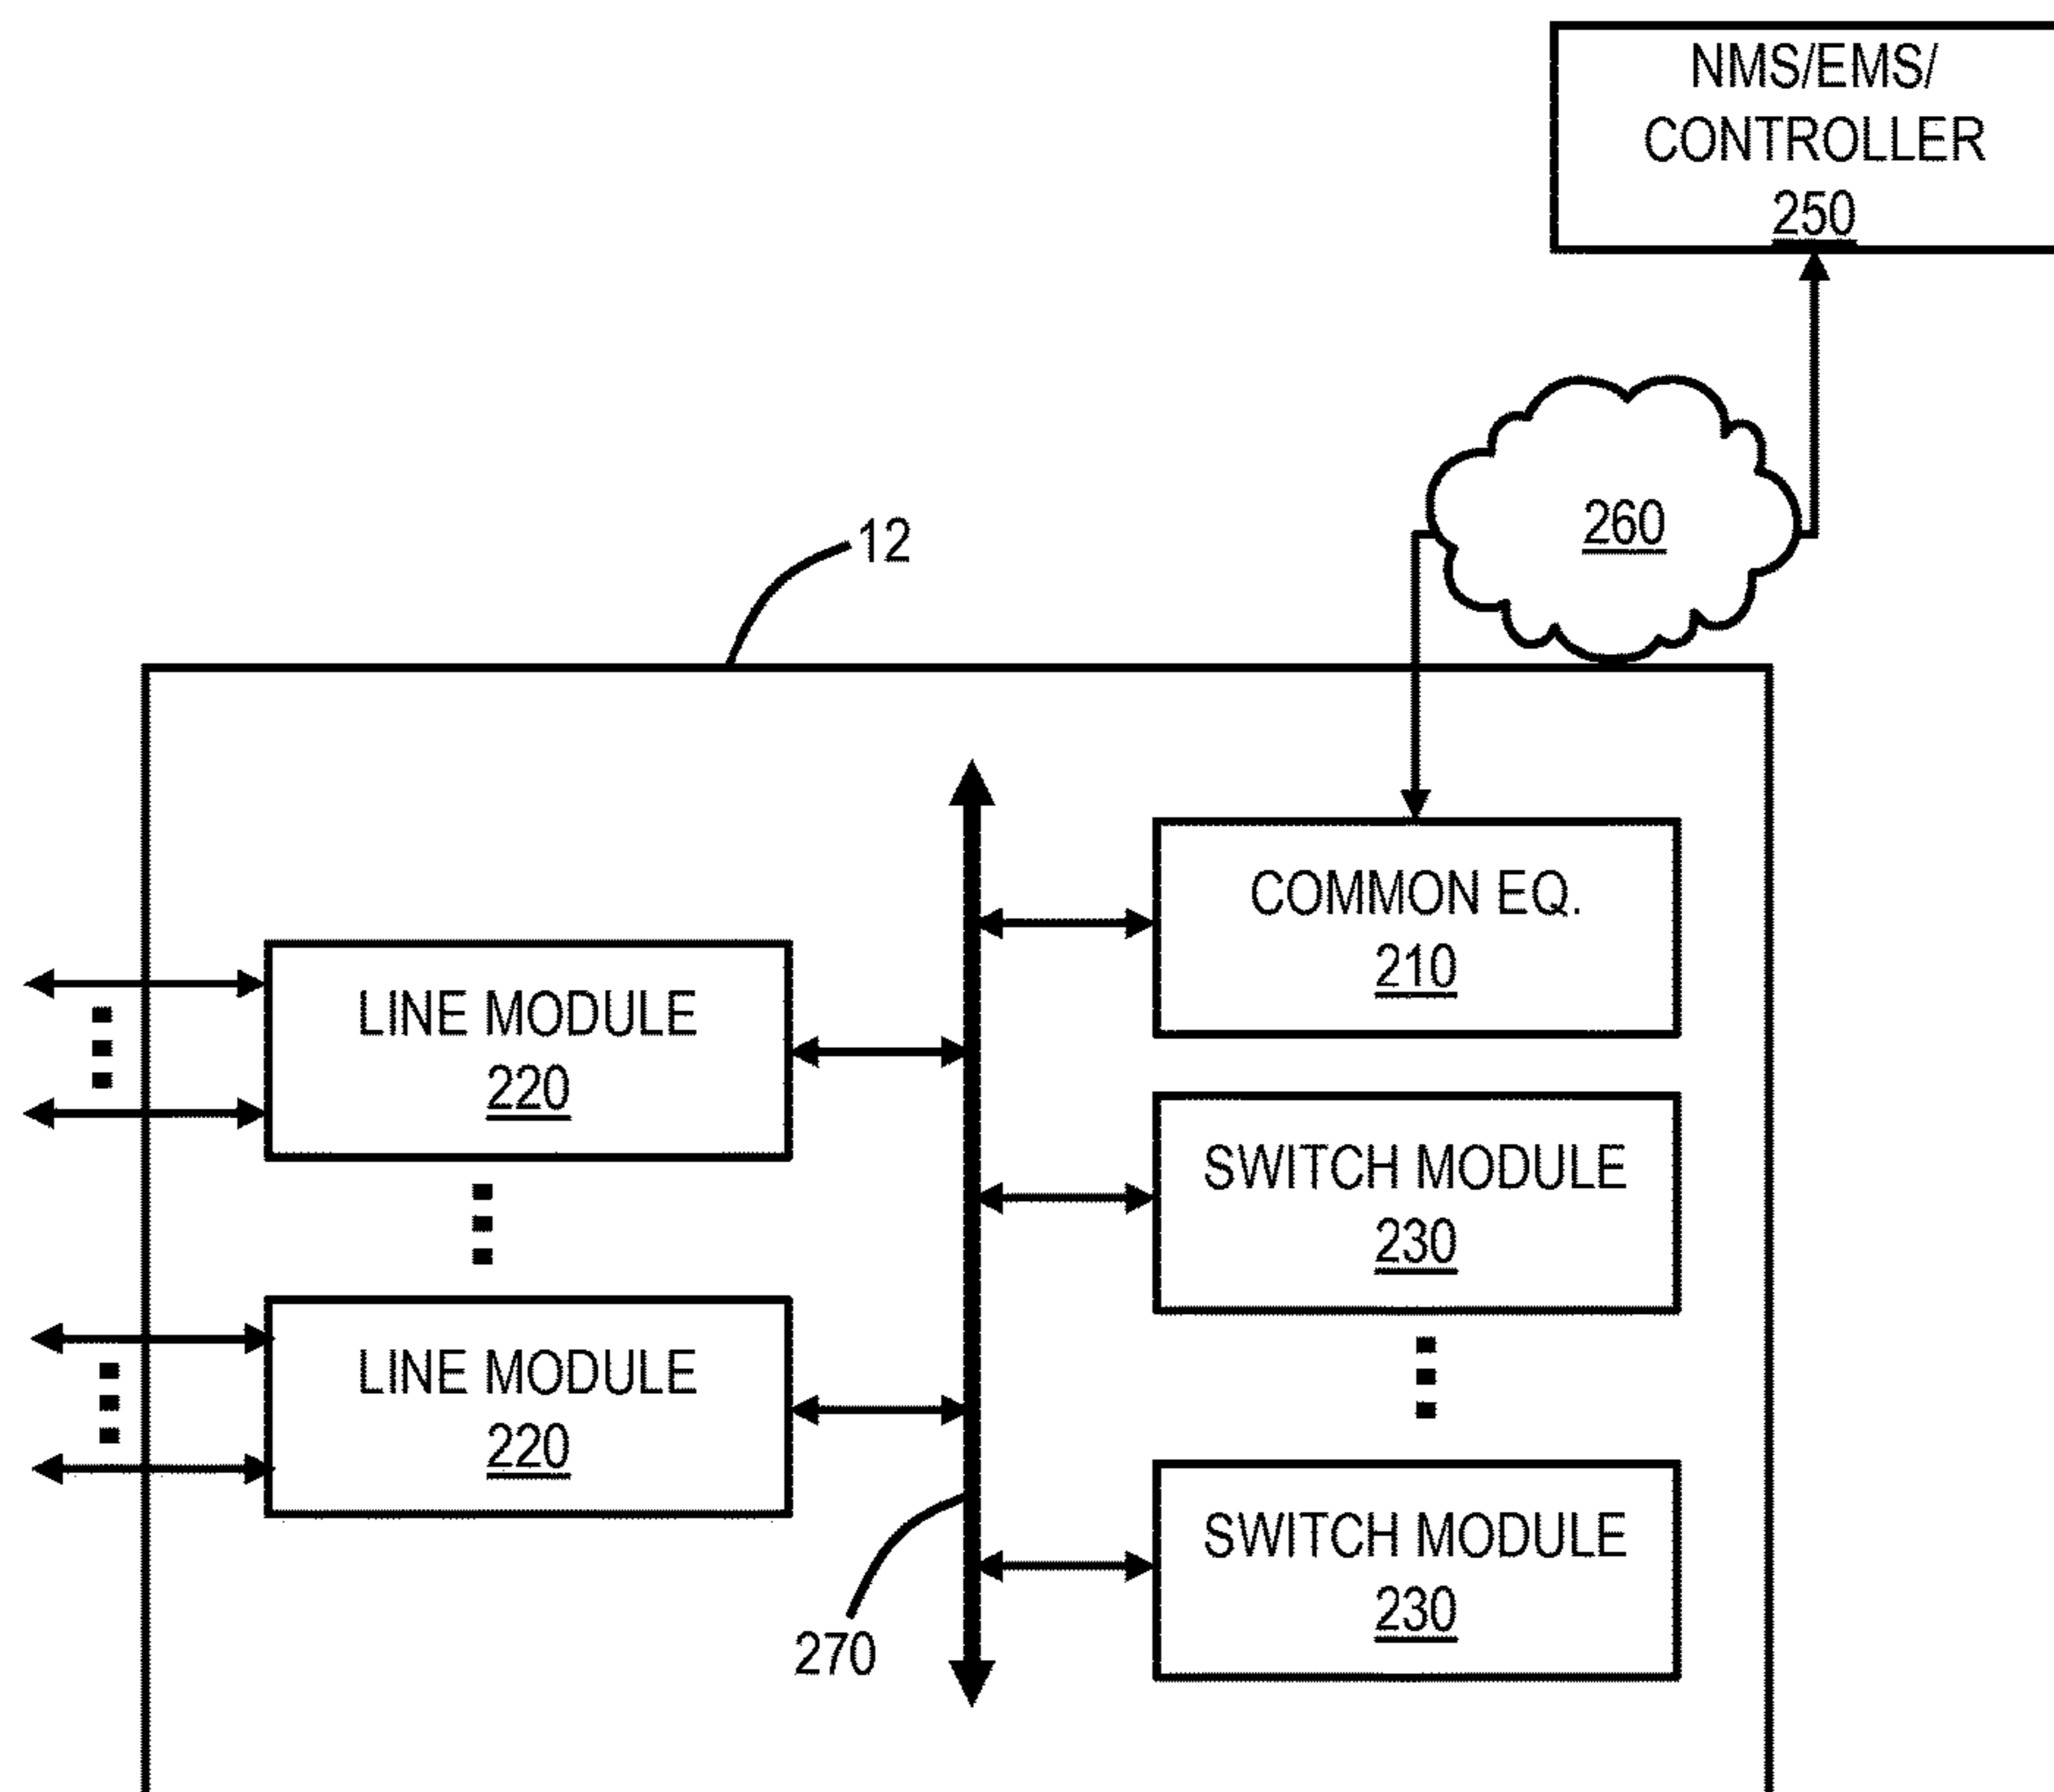 NMS/EMS/
CONTROLLER
250
260
12
COMMON EQ.
210
LINE MODULE
220
SWITCH MODULE
230
LINE MODULE
220
SWITCH MODULE
230
270